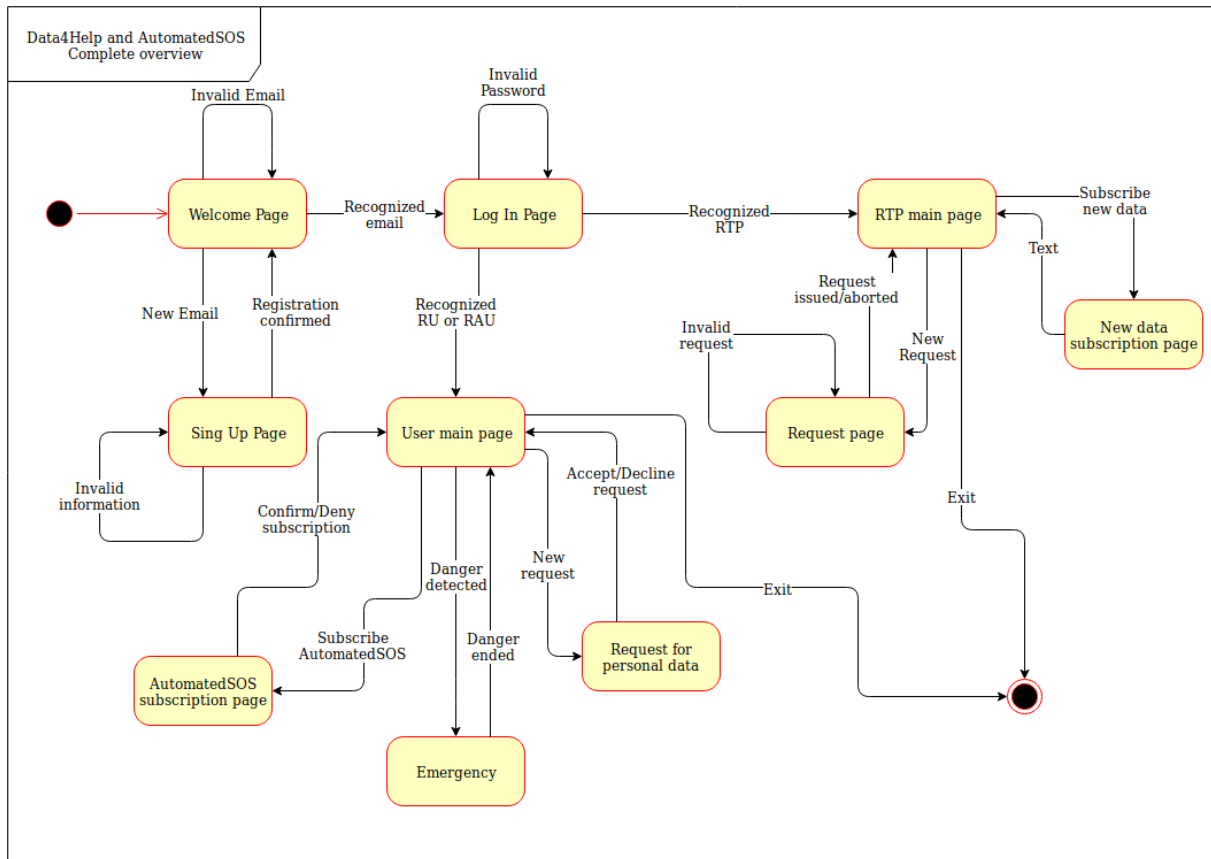 Data4Help and AutomatedSOS
Complete overview
Invalid Email
Invalid
Password
Welcome Page
Recognized
email
Log In Page
Recognized
RTP
RTP main page
Subscribe
new data
Text
New Email
Registration
confirmed
Recognized
RU or RAU
Request
issued/aborted
Invalid
request
New
Request
New data
subscription page
Sing Up Page
User main page
Request page
Invalid
information
Confirm/Deny
subscription
Accept/Decline
request
Exit
Danger
detected
New
request
Exit
Subscribe
AutomatedSOS
Danger
ended
Request for
personal data
AutomatedSOS
subscription page
Emergency